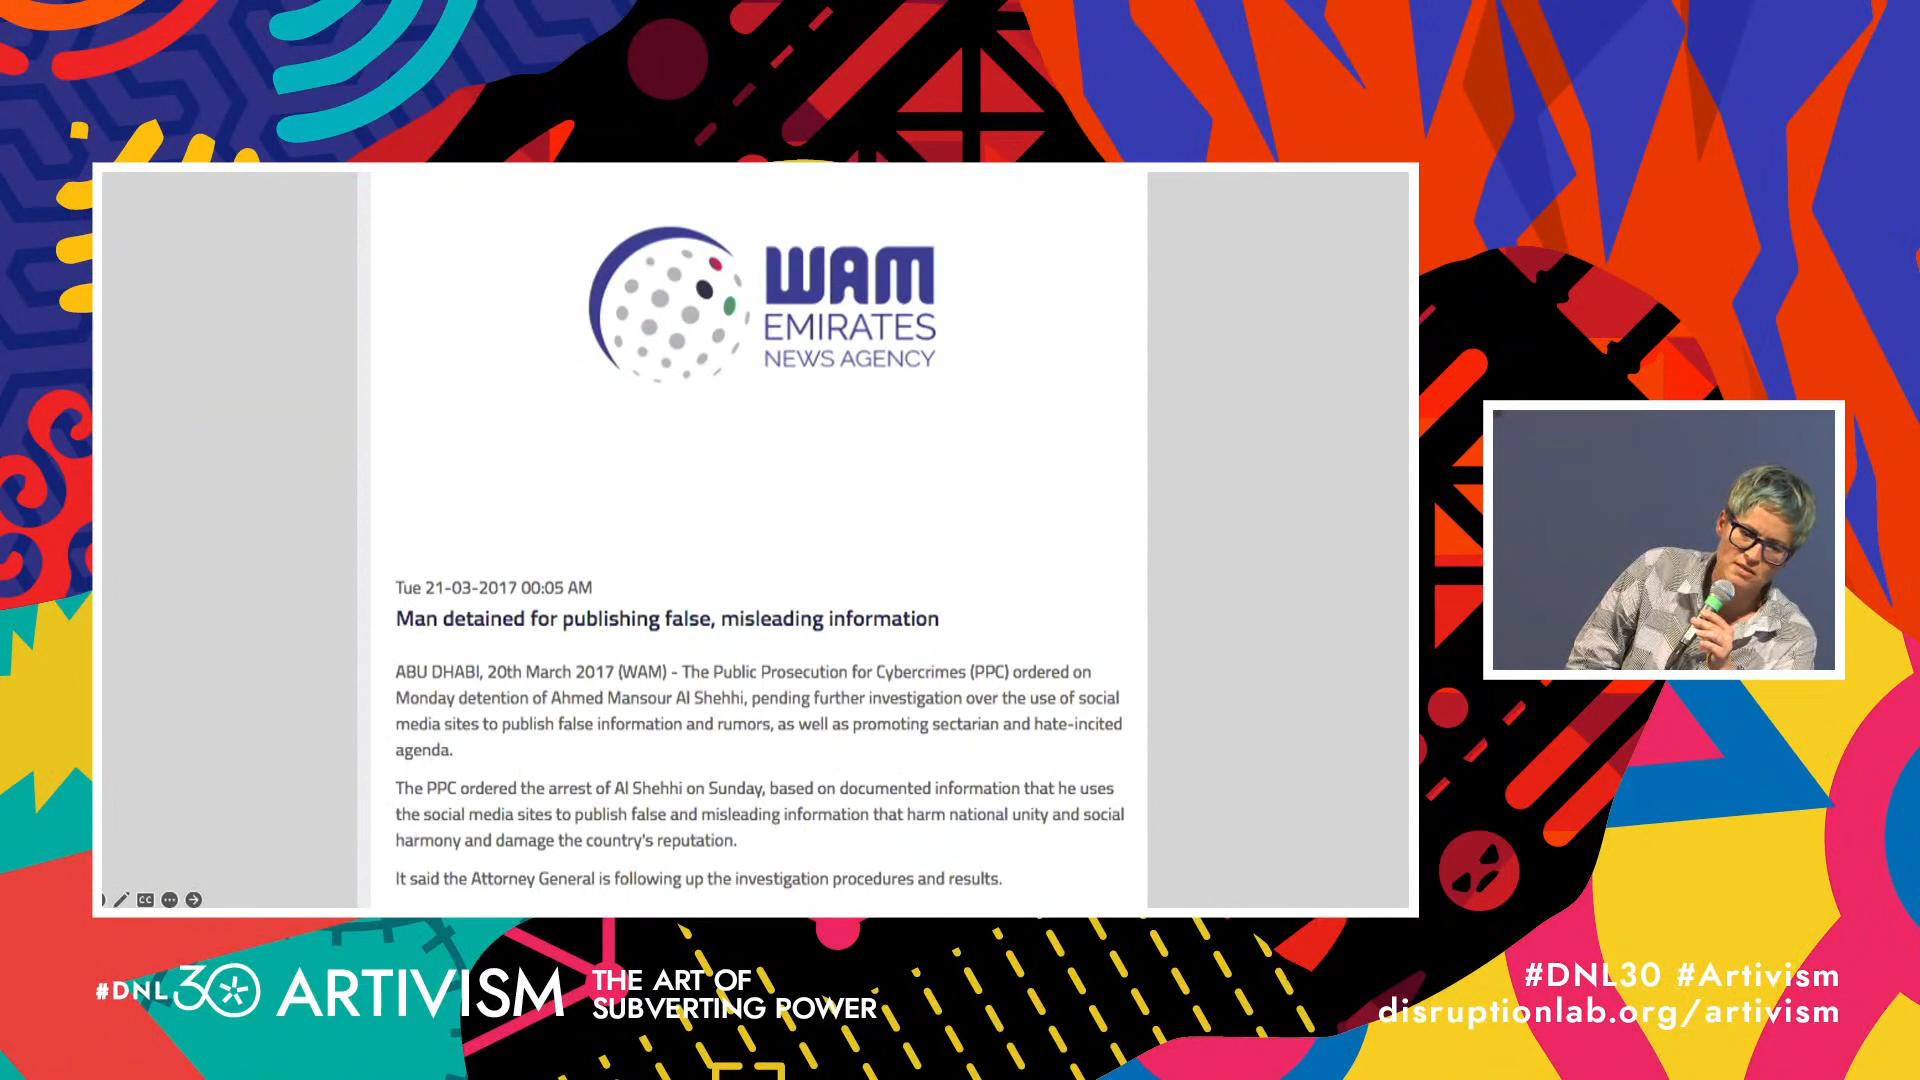 WAM
EMIRATES
NEWS AGENCY
Tue 21-03-2017 00:05 AM
Man detained for publishing false, misleading information
ABU DHABI, 20th March 2017 (WAM) - The Public Prosecution for Cybercrimes (PPC) ordered on
Monday detention of Ahmed Mansour Al Shehhi, pending further investigation over the use of social
media sites to publish false information and rumors, as well as promoting sectarian and hate-incited
agenda.
The PPC ordered the arrest of Al Shehhi on Sunday, based on documented information that he uses
the social media sites to publish false and misleading information that harm national unity and social
harmony and damage the country's reputation.
It said the Attorney General is following up the investigation procedures and results.
CC
#DNL30 ARTIVISM
THE ART OF
SUBVERTING POWER
#DNL30 #Artivism
disruptionlab.org/artivism